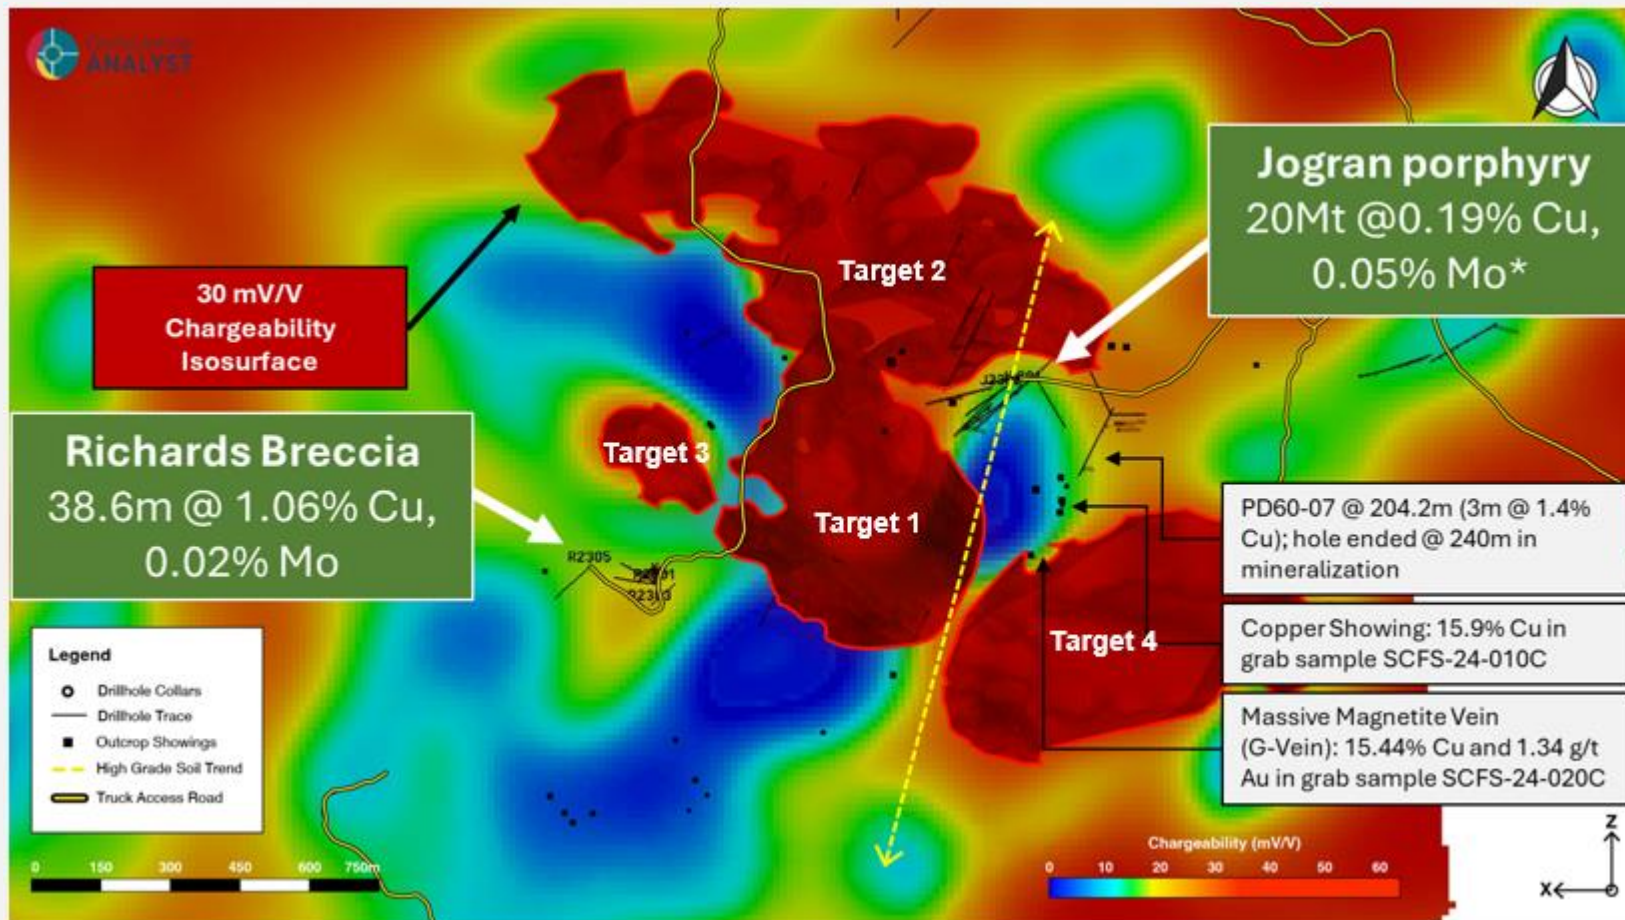 ANALYST
Jogran porphyry
20Mt @0.19% Cu,
0.05% Mo*
30 mV/V
Chargeability
Isosurface
Target 2
Richards Breccia
38.6m @ 1.06% Cu,
0.02% Mo
Target 3
Target 1
R2305
PD60-07 @ 204.2m (3m @ 1.4%
Cu); hole ended @ 240m in
mineralization
Target 4
Copper Showing: 15.9% Cu in
grab sample SCFS-24-010C
Massive Magnetite Vein
(G-Vein): 15.44% Cu and 1.34 g/t
Au in grab sample SCFS-24-020C
Legend
Drillhole Collars
Drillhole Trace
Outcrop Showings
High Grade Soil Trend
Truck Access Road
0 150 300 450 600 750m
Chargeability (mV/V)
0 10 20 30 40 50 60
Z
X